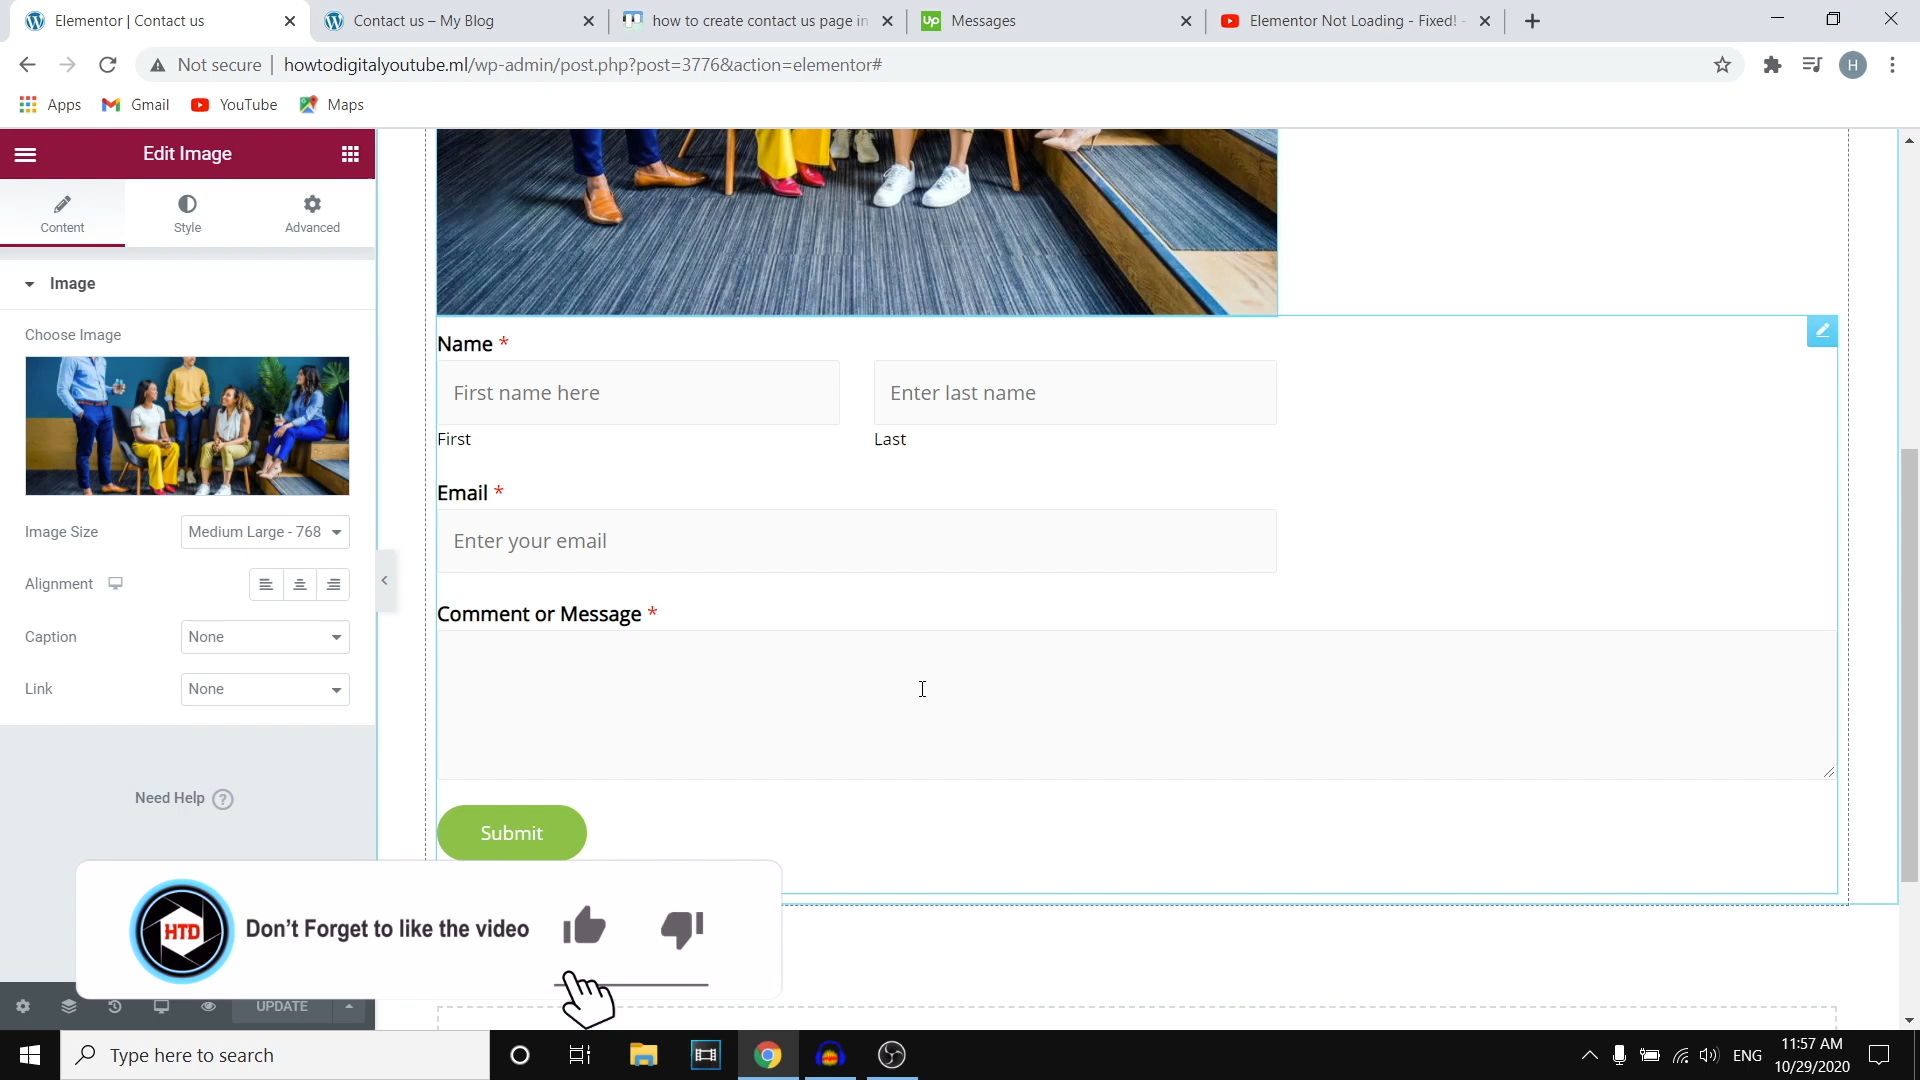 Elementor | Contact us
Contact us – My Blog
how to create contact us page in
Up Messages
Elementor Not Loading - Fixed! -
Not secure | howtodigitalyoutube.ml/wp-admin/post.php?post=3776&action=elementor#
H
Apps Gmail YouTube Maps
Edit Image
Content Style Advanced
Image
Choose Image
Image Size Medium Large - 768
Alignment
Caption None
Link None
Need Help ?
UPDATE
Name *
First name here Enter last name
First Last
Email *
Enter your email
Comment or Message *
Submit
HTD Don't Forget to like the video
Type here to search
ENG
11:57 AM
10/29/2020